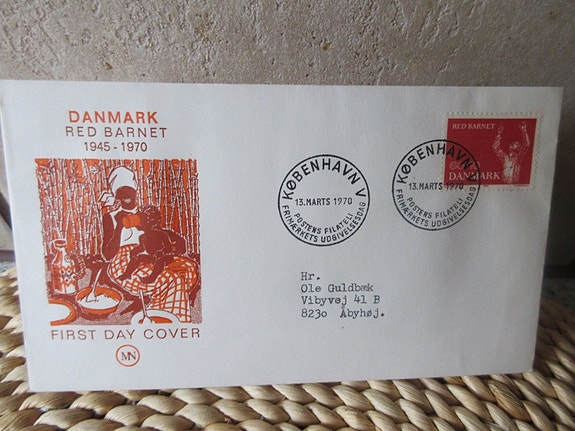 DANMARK
RED BARNET
1945 - 1970
FIRST DAY COVER
MN
KØBENHAVN V
13.MARTS 1970
POSTENS FILATELI
FRIMÆRKETS UDGIVELSESDAG
KØBENHAVN V
13.MARTS 1970
POSTENS FILATELI
FRIMÆRKETS UDGIVELSESDAG
RED BARNET
DANMARK
Hr.
Ole Guldbæk
Vibyvej 41 B
8230 Åbyhøj.